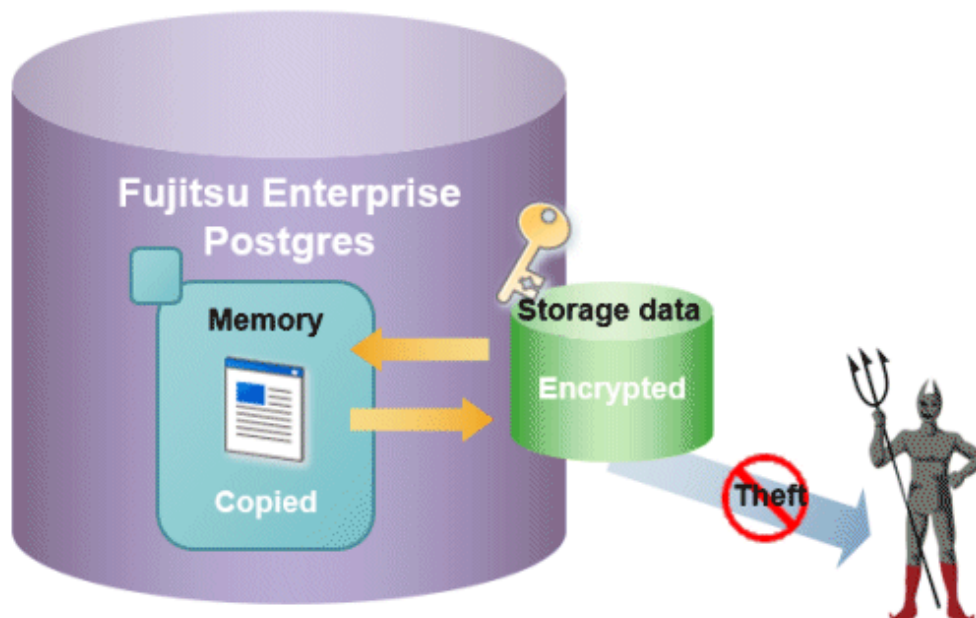 Fujitsu Enterprise
Postgres
Memory
Storage data
Encrypted
Copied
Theft